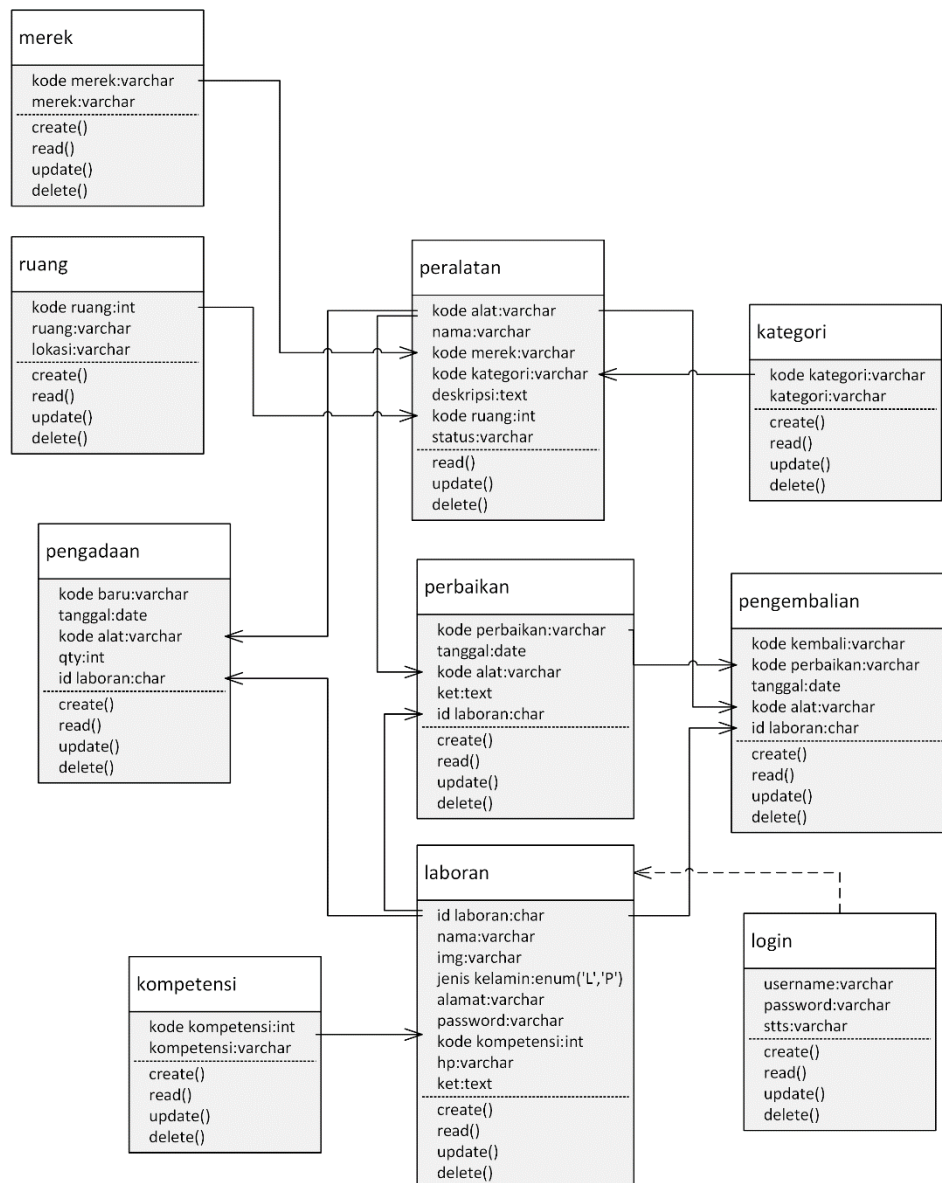 merek
kode merek:varchar
merek:varchar
create()
read()
update()
delete()
ruang
kode ruang:int
ruang:varchar
lokasi:varchar
create()
read()
update()
delete()
peralatan
kode alat:varchar
nama:varchar
kode merek:varchar
kode kategori:varchar
deskripsi:text
kode ruang:int
status:varchar
read()
update()
delete()
kategori
kode kategori:varchar
kategori:varchar
create()
read()
update()
delete()
pengadaan
kode baru:varchar
tanggal:date
kode alat:varchar
qty:int
id laboran:char
create()
read()
update()
delete()
perbaikan
kode perbaikan:varchar
tanggal:date
kode alat:varchar
ket:text
id laboran:char
create()
read()
update()
delete()
pengembalian
kode kembali:varchar
kode perbaikan:varchar
tanggal:date
kode alat:varchar
id laboran:char
create()
read()
update()
delete()
laboran
id laboran:char
nama:varchar
img:varchar
jenis kelamin:enum('L','P')
alamat:varchar
password:varchar
kode kompetensi:int
hp:varchar
ket:text
create()
read()
update()
delete()
kompetensi
kode kompetensi:int
kompetensi:varchar
create()
read()
update()
delete()
login
username:varchar
password:varchar
stts:varchar
create()
read()
update()
delete()